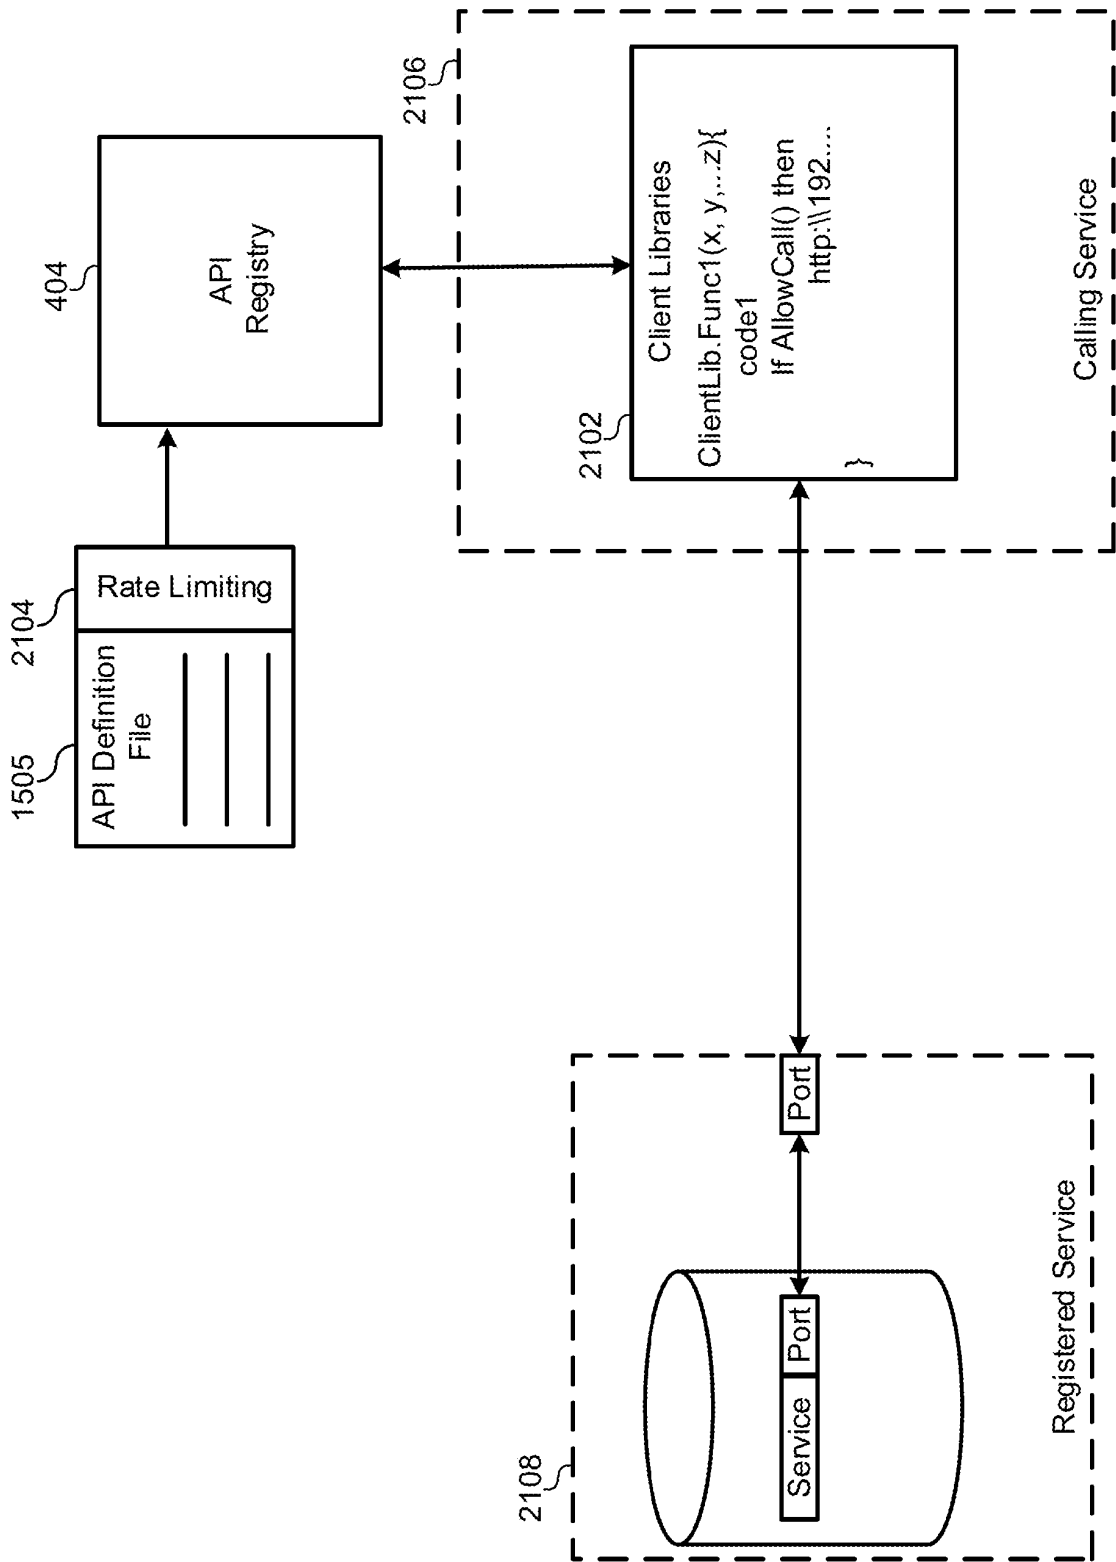 1505
2104
API Definition
File
Rate Limiting
404
API
Registry
2106
2102
Client Libraries
ClientLib.Func1(x, y,...z){
code1
If AllowCall() then
http:\\192....
}
Calling Service
2108
Service
Port
Port
Registered Service